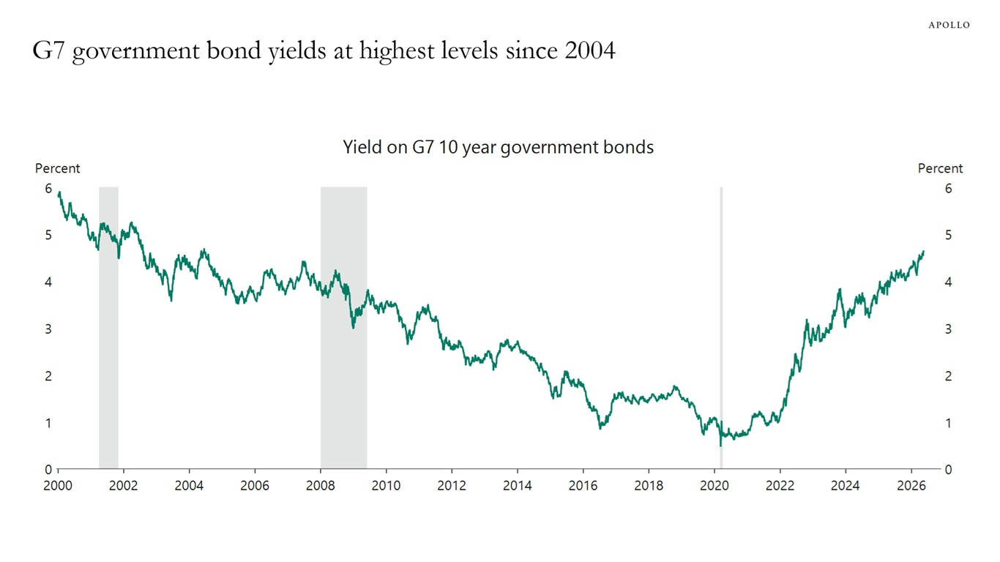 APOLLO
G7 government bond yields at highest levels since 2004
Yield on G7 10 year government bonds
Percent Percent
6 6
5 5
4 4
3 3
2 2
1 1
0 0
2000 2002 2004 2006 2008 2010 2012 2014 2016 2018 2020 2022 2024 2026